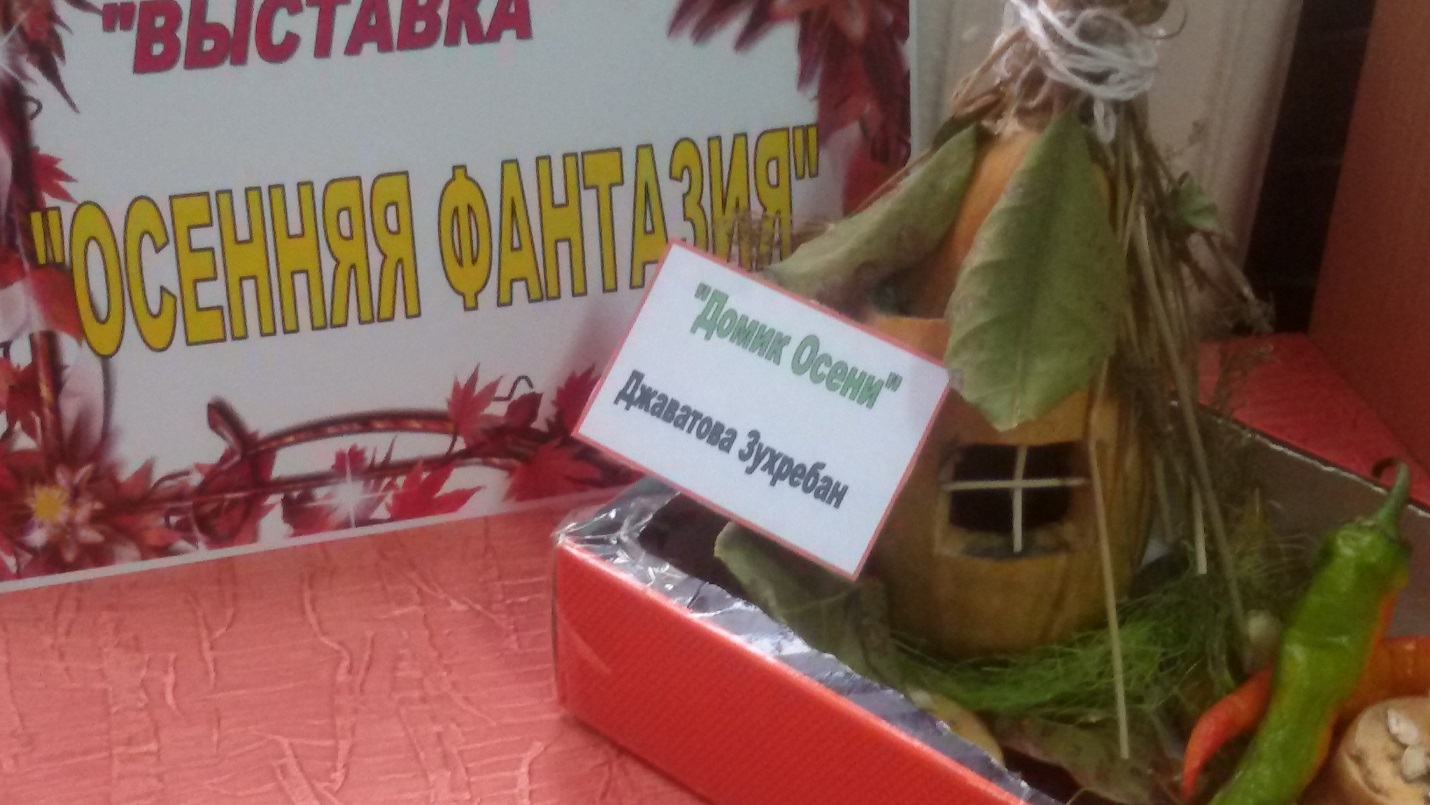 "ВЫСТАВКА
"ОСЕННЯЯ ФАНТАЗИЯ"
"Домик Осени"
Джаватова Зухребан